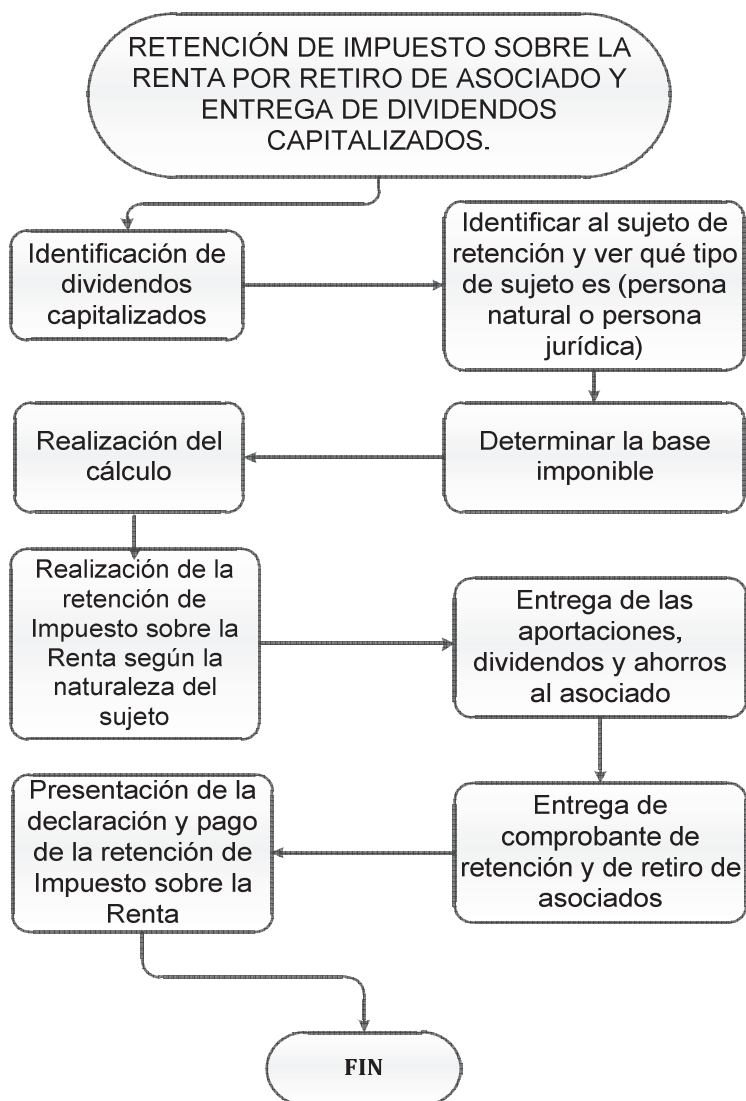 RETENCIÓN DE IMPUESTO SOBRE LA
RENTA POR RETIRO DE ASOCIADO Y
ENTREGA DE DIVIDENDOS
CAPITALIZADOS.
Identificación de
dividendos
capitalizados
Identificar al sujeto de
retención y ver qué tipo
de sujeto es (persona
natural o persona
jurídica)
Determinar la base
imponible
Realización del
cálculo
Realización de la
retención de
Impuesto sobre la
Renta según la
naturaleza del
sujeto
Entrega de las
aportaciones,
dividendos y ahorros
al asociado
Entrega de
comprobante de
retención y de retiro de
asociados
Presentación de la
declaración y pago
de la retención de
Impuesto sobre la
Renta
FIN